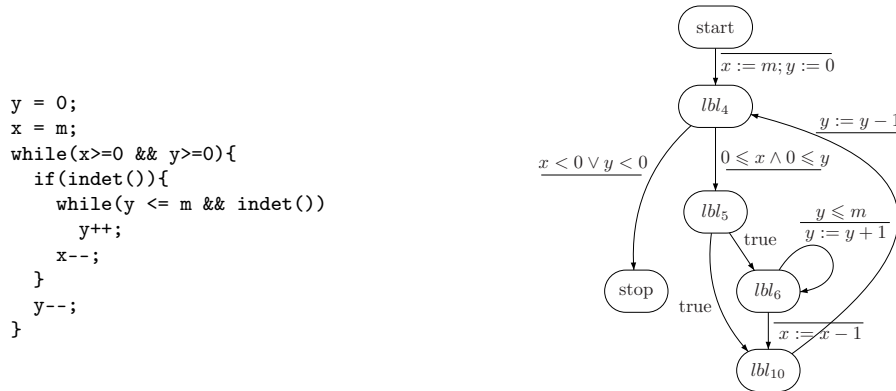 y = 0;
x = m;
while(x>=0 && y>=0){
if(indet()){
while(y <= m && indet())
y++;
x--;
}
y--;
}
start
x := m; y := 0
lbl4
y := y − 1
x < 0 ∨ y < 0
0 ⩽ x ∧ 0 ⩽ y
lbl5
y ⩽ m
y := y + 1
true
stop
lbl6
true
x := x − 1
lbl10